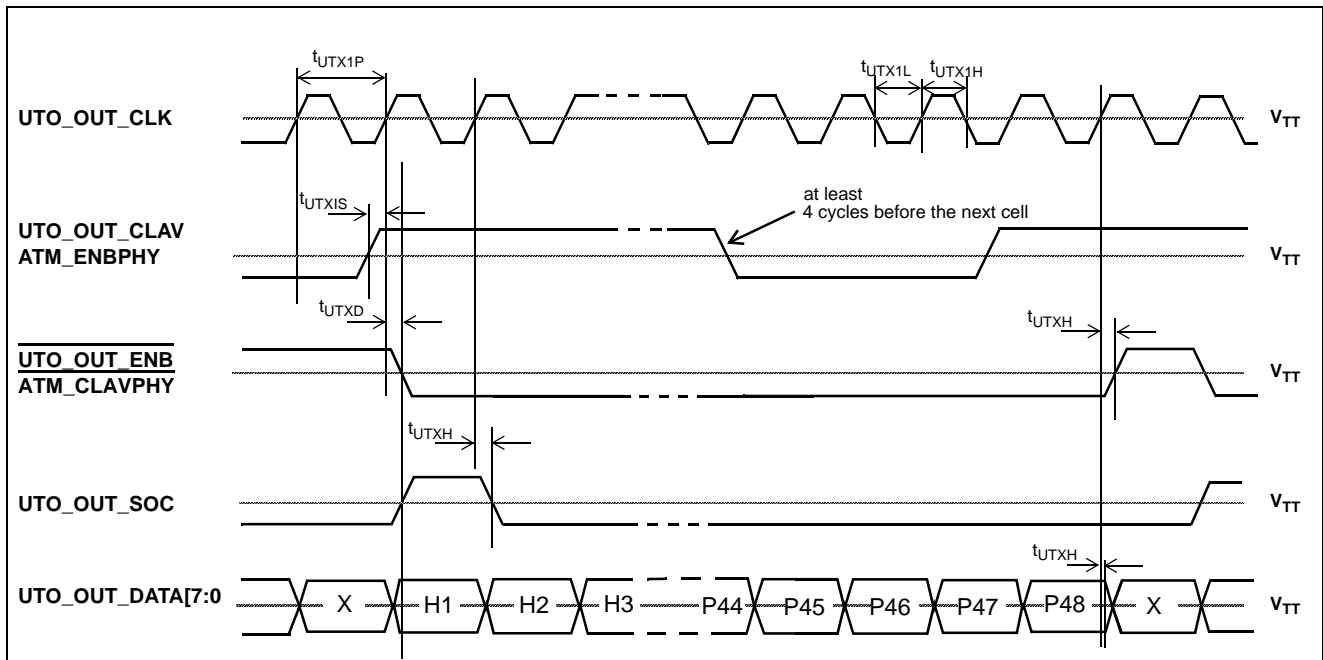 tUTX1P
tUTX1L
tUTX1H
UTO_OUT_CLK
VTT
at least
4 cycles before the next cell
tUTXIS
UTO_OUT_CLAV
ATM_ENBPHY
VTT
tUTXD
tUTXH
UTO_OUT_ENB
ATM_CLAVPHY
VTT
tUTXH
UTO_OUT_SOC
VTT
tUTXH
UTO_OUT_DATA[7:0
X
H1
H2
H3
P44
P45
P46
P47
P48
X
VTT